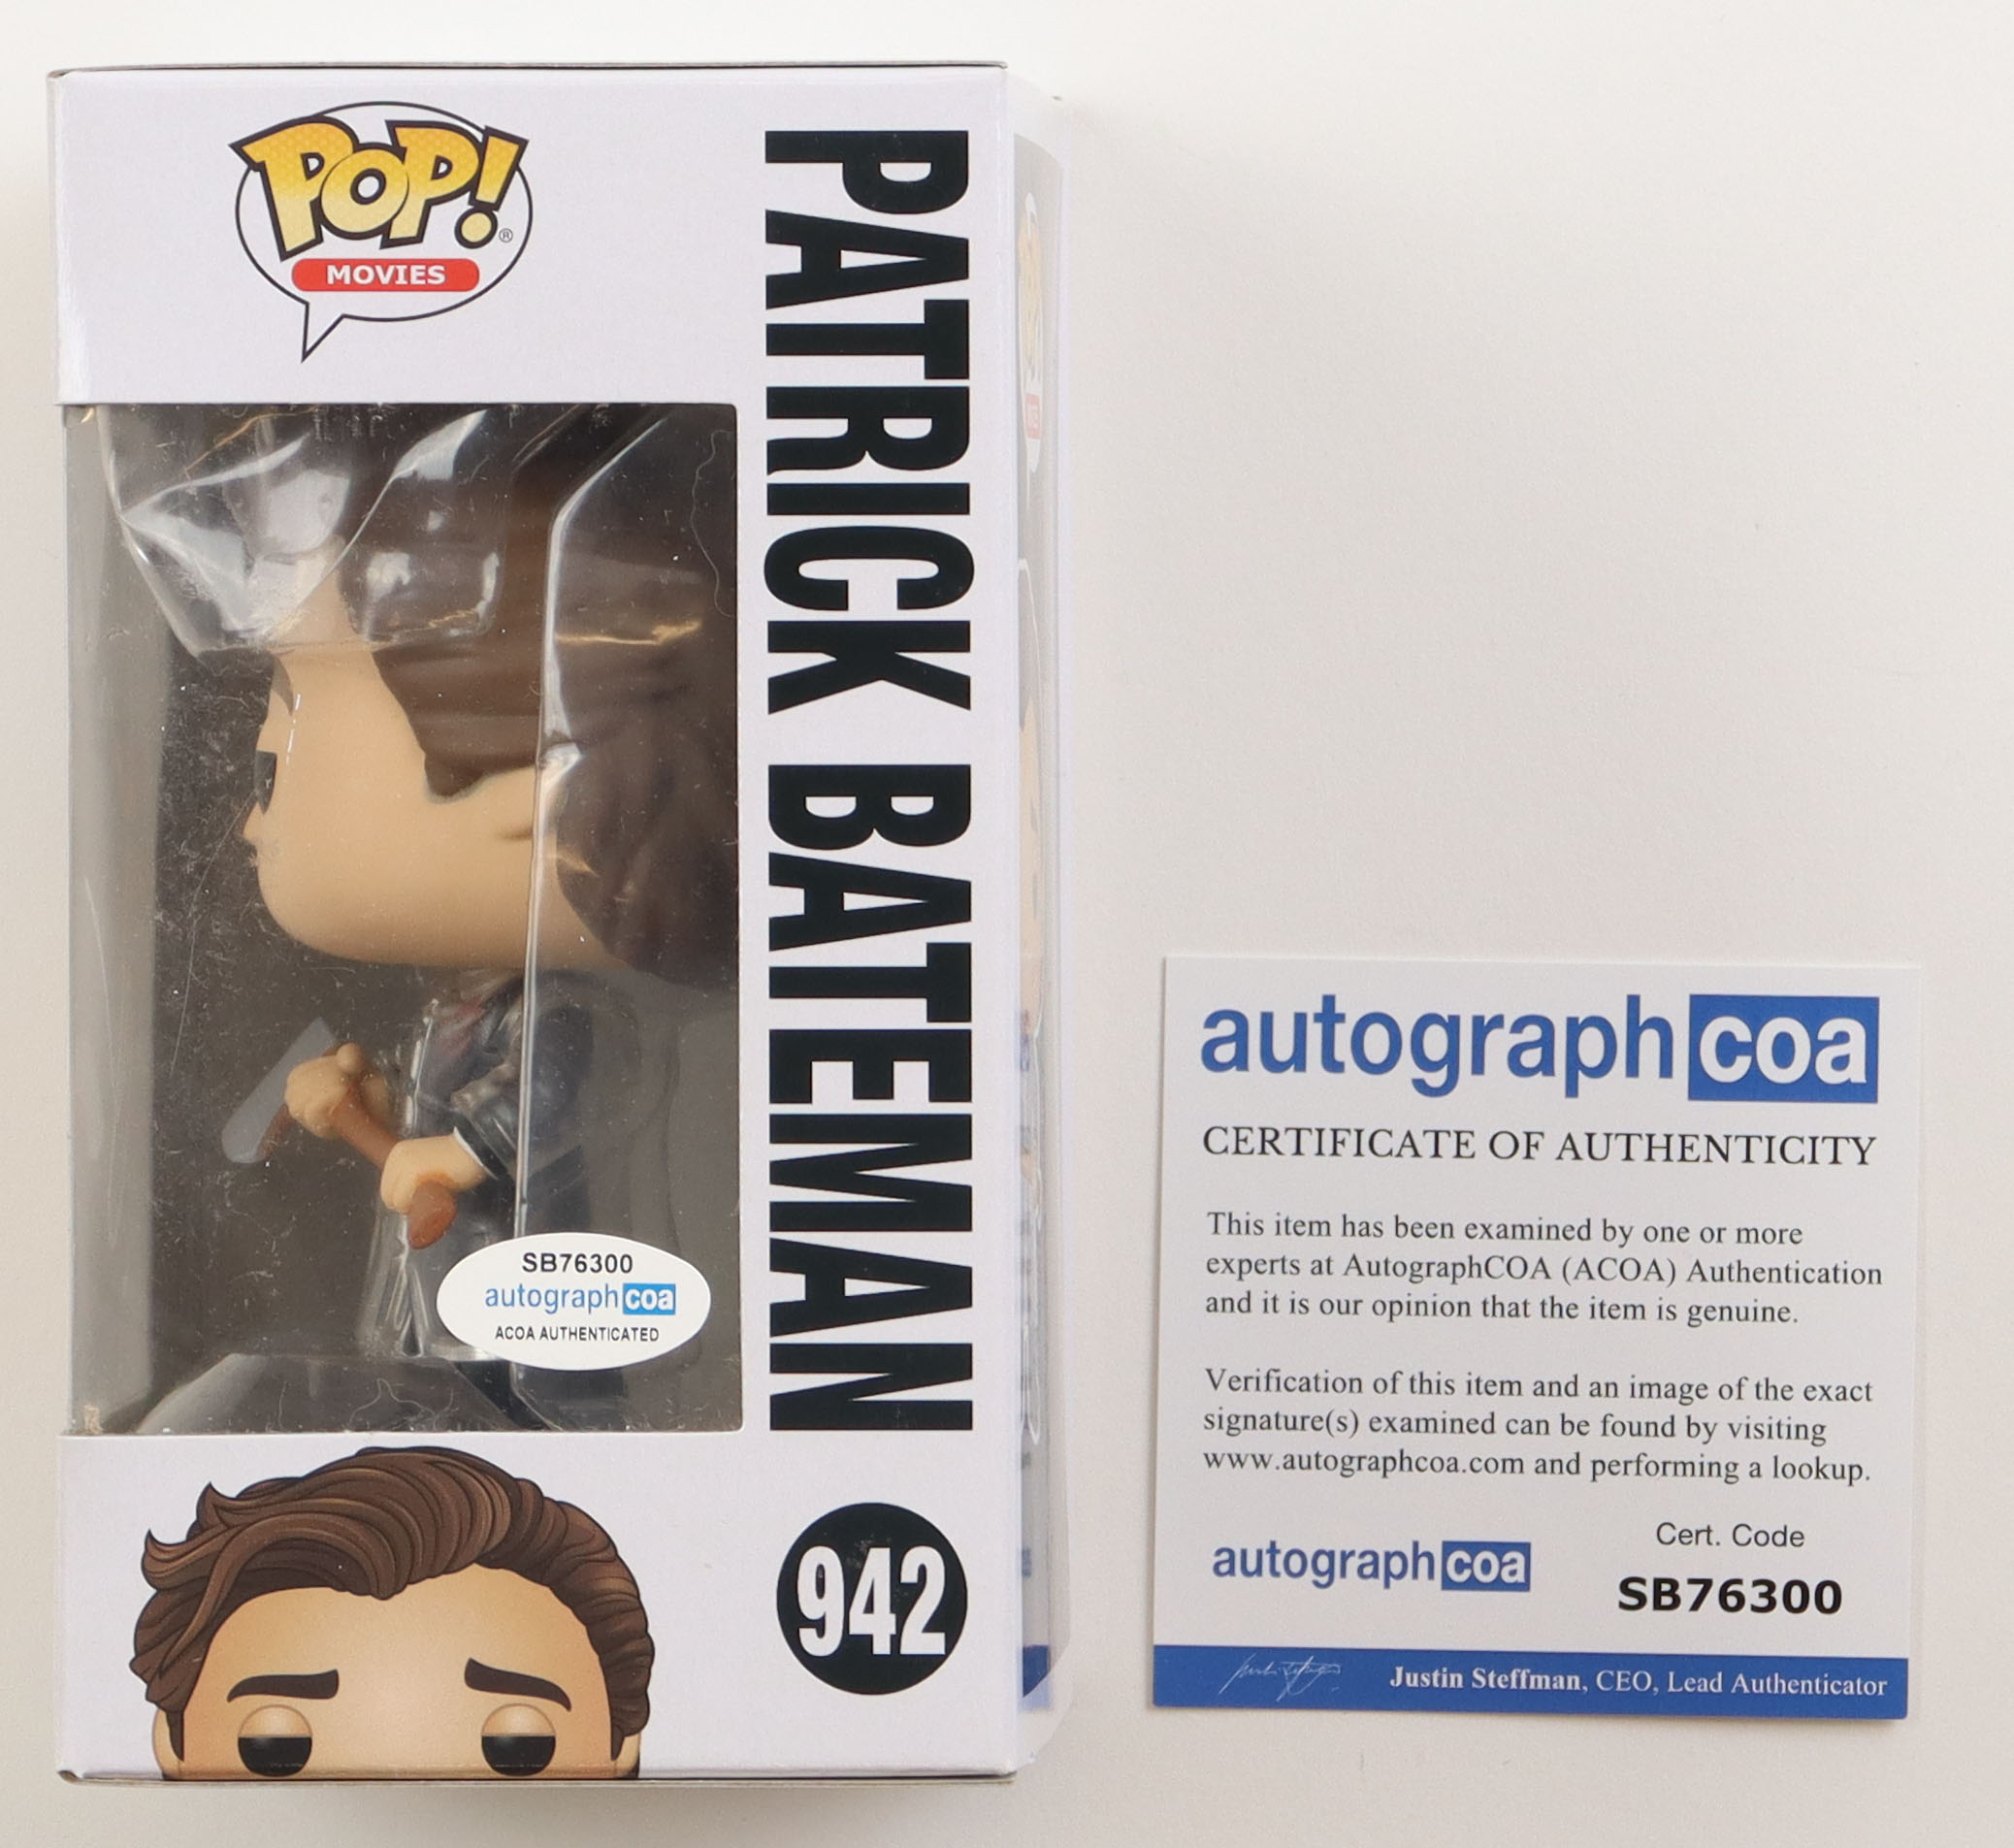 POP!®
MOVIES
PATRICK BATEMAN
SB76300
autographcoa
ACOA AUTHENTICATED
942
autographcoa
CERTIFICATE OF AUTHENTICITY
This item has been examined by one or more
experts at AutographCOA (ACOA) Authentication
and it is our opinion that the item is genuine.
Verification of this item and an image of the exact
signature(s) examined can be found by visiting
www.autographcoa.com and performing a lookup.
autographcoa
Cert. Code
SB76300
Justin Steffman, CEO, Lead Authenticator